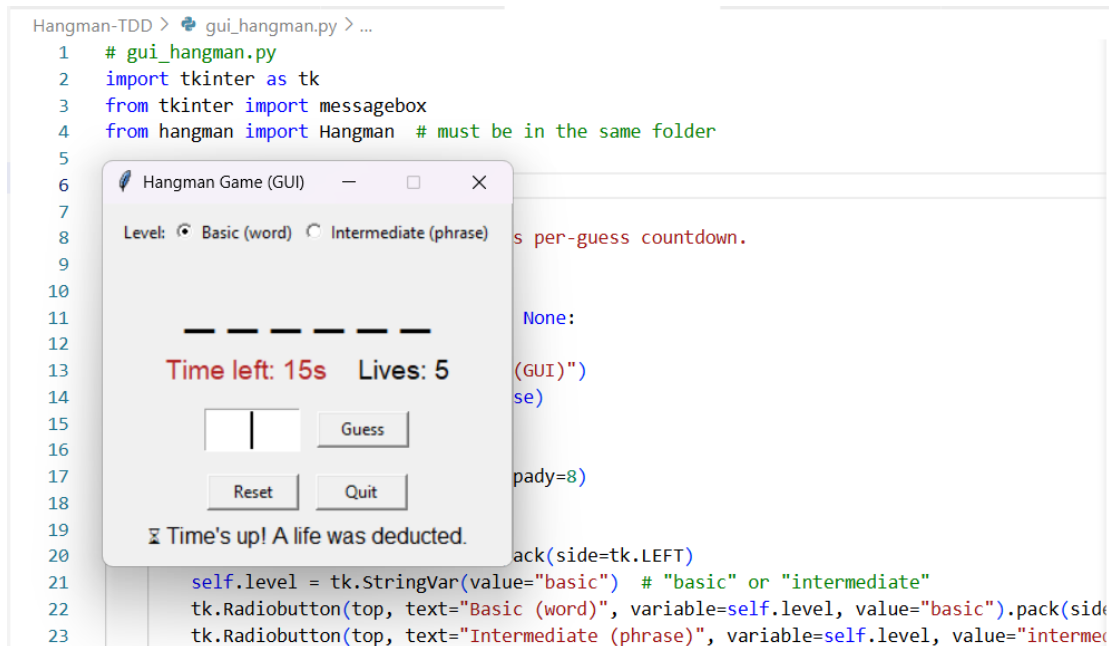 Hangman-TDD > gui_hangman.py > ...
1 # gui_hangman.py
2 import tkinter as tk
3 from tkinter import messagebox
4 from hangman import Hangman # must be in the same folder
5
6
7
8 s per-guess countdown.
9
10
11 None:
12
13 (GUI)")
14 se)
15
16
17 pady=8)
18
19
20 ack(side=tk.LEFT)
21 self.level = tk.StringVar(value="basic") # "basic" or "intermediate"
22 tk.Radiobutton(top, text="Basic (word)", variable=self.level, value="basic").pack(side
23 tk.Radiobutton(top, text="Intermediate (phrase)", variable=self.level, value="intermed
Hangman Game (GUI)
Level: Basic (word) Intermediate (phrase)
_ _ _ _ _ _
Time left: 15s Lives: 5
Guess
Reset Quit
⌛ Time's up! A life was deducted.